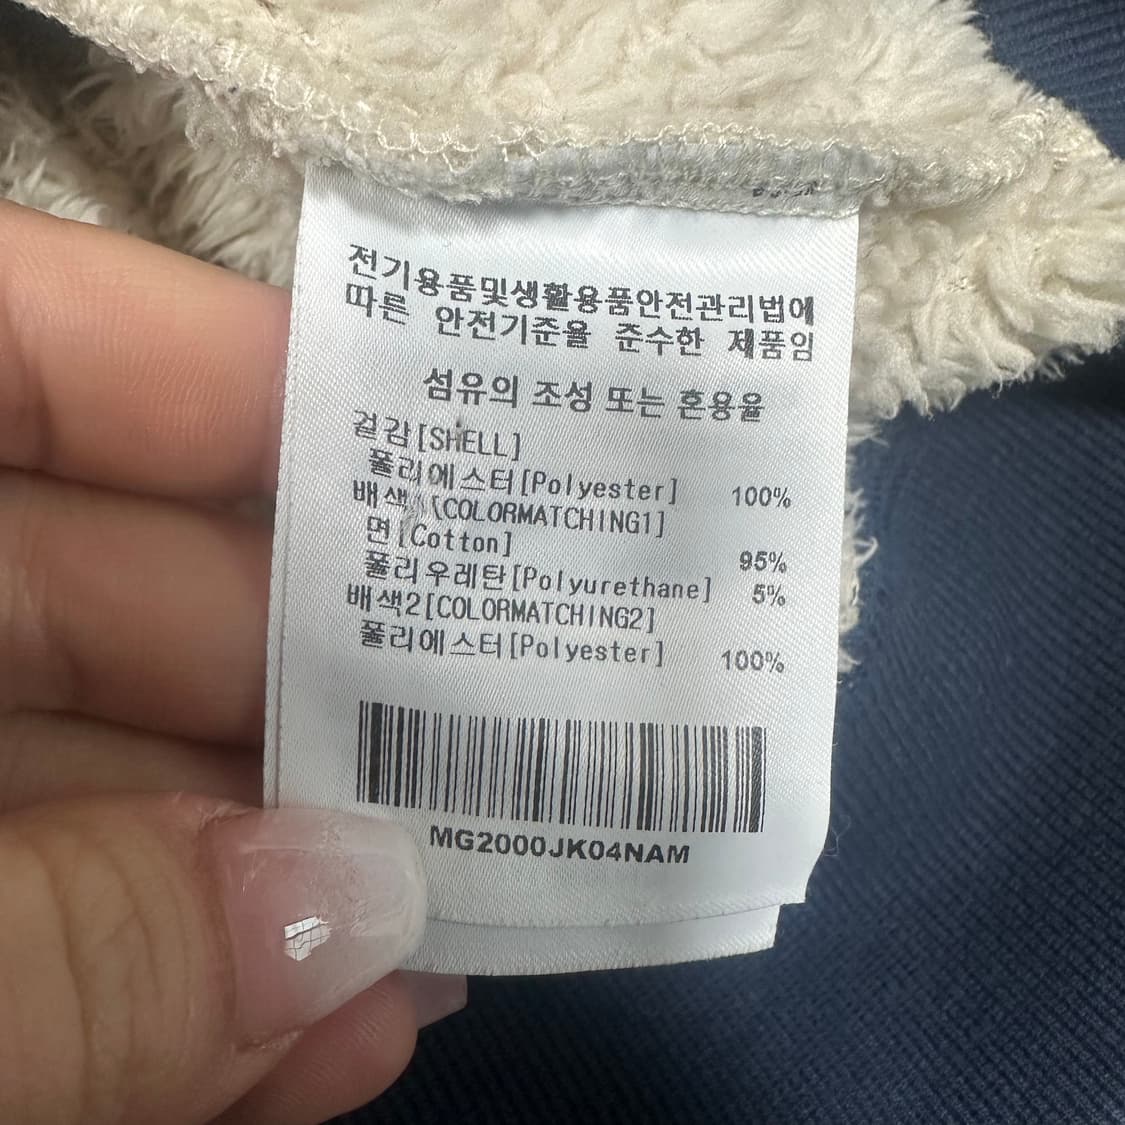 전기용품및생활용품안전관리법에
따른 안전기준을 준수한 제품임
섬유의 조성 또는 혼용율
겉감[SHELL]
폴리에스터[Polyester] 100%
배색1[COLORMATCHING1]
면[Cotton] 95%
폴리우레탄[Polyurethane] 5%
배색2[COLORMATCHING2]
폴리에스터[Polyester] 100%
MG2000JK04NAM